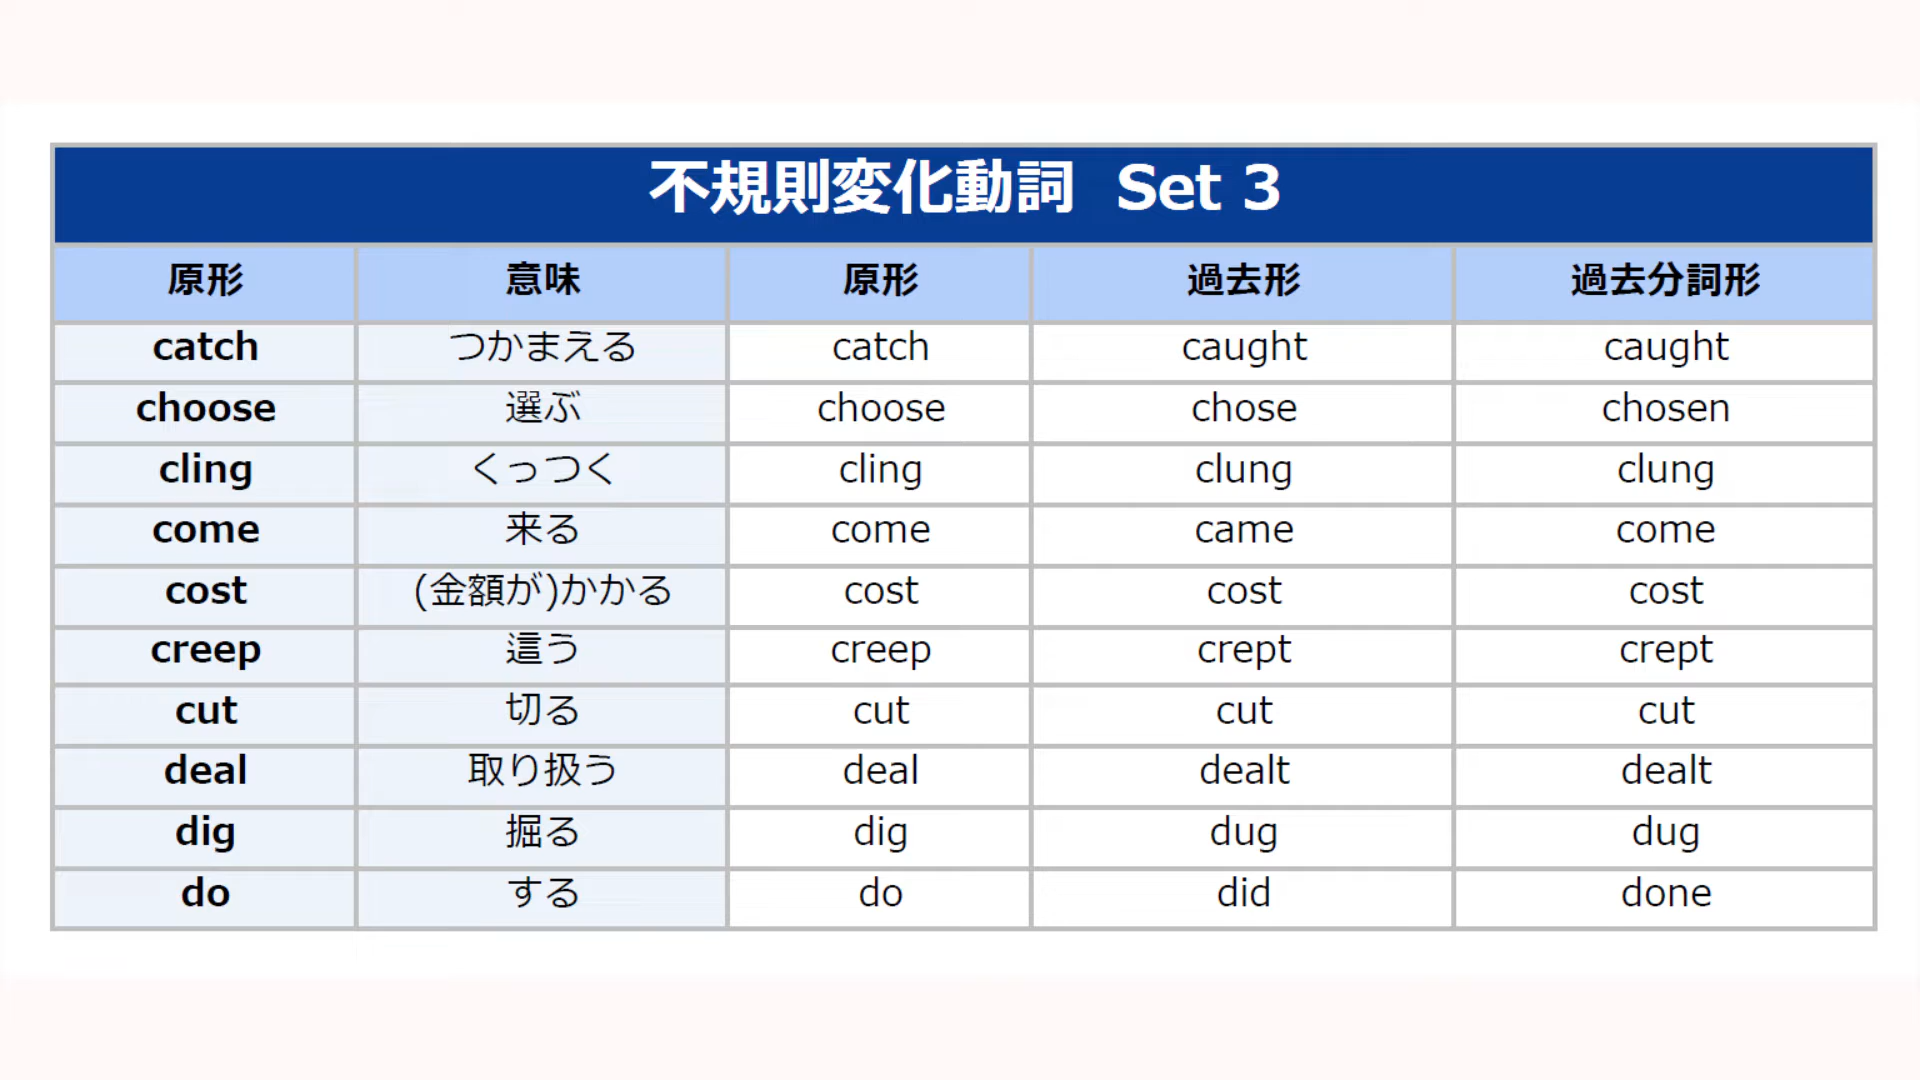 不規則変化動詞 Set 3
原形 意味 原形 過去形 過去分詞形
catch つかまえる catch caught caught
choose 選ぶ choose chose chosen
cling くっつく cling clung clung
come 来る come came come
cost (金額が)かかる cost cost cost
creep 這う creep crept crept
cut 切る cut cut cut
deal 取り扱う deal dealt dealt
dig 掘る dig dug dug
do する do did done